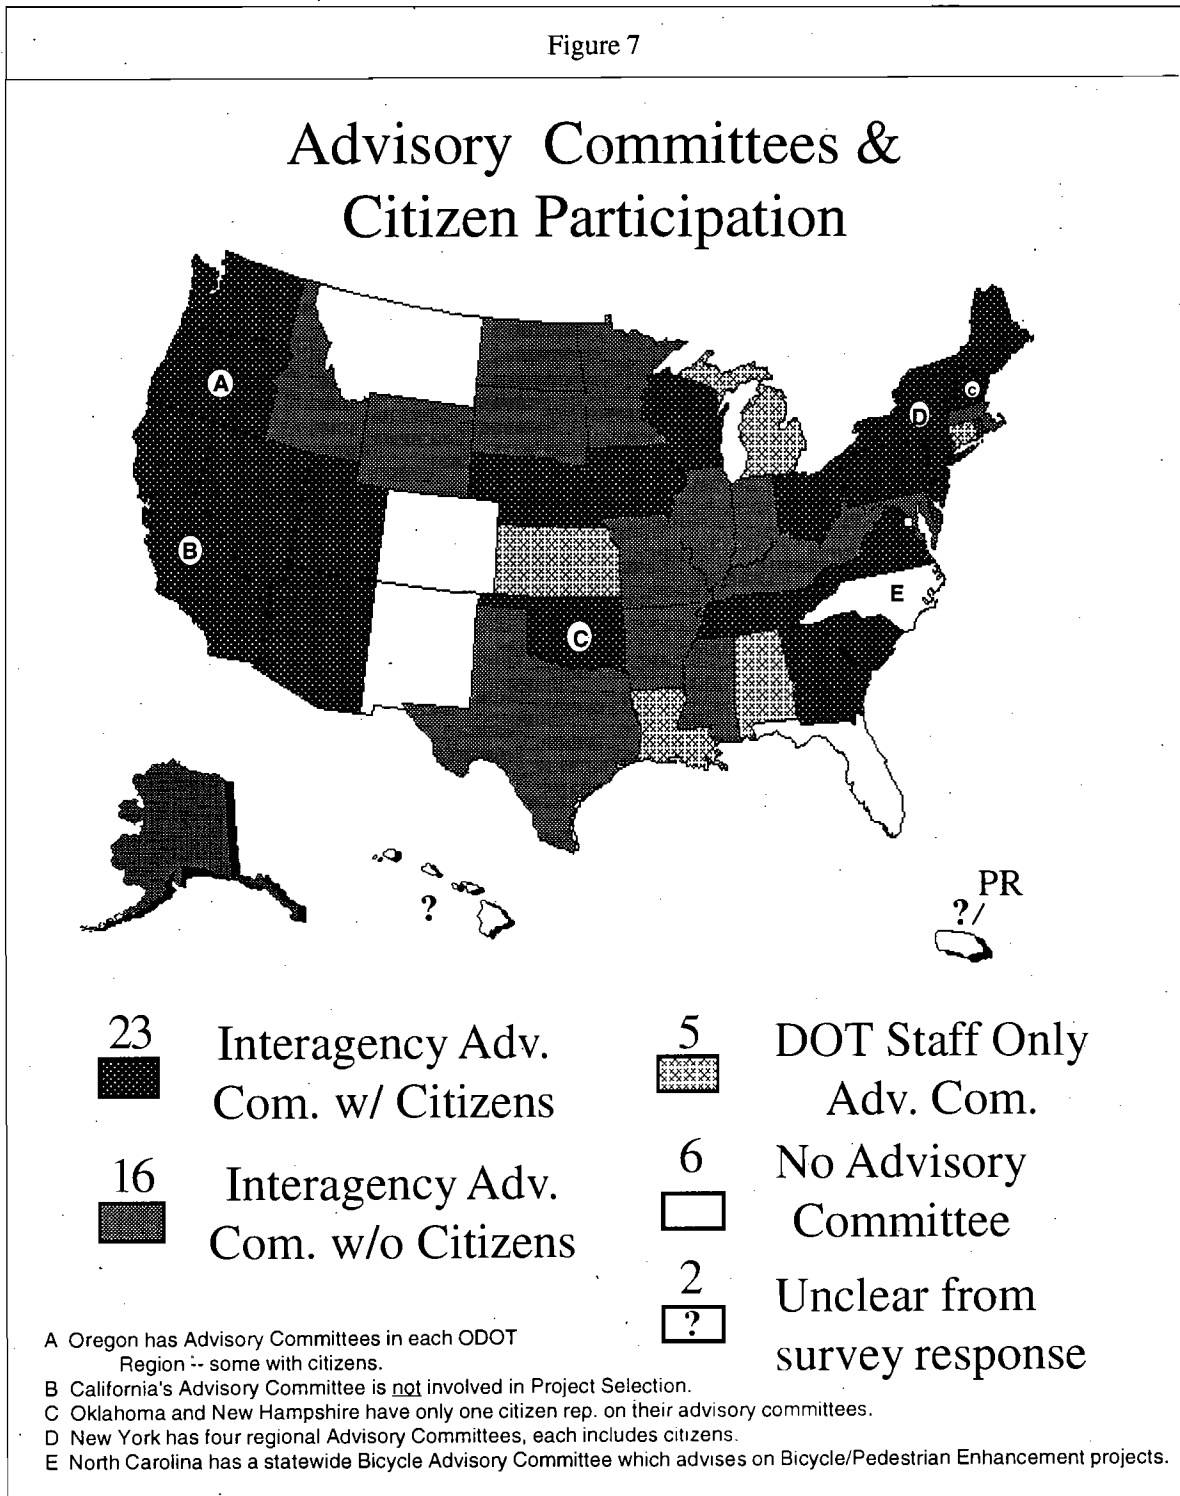 Figure 7
Advisory Committees &
Citizen Participation
A
B
C
D
c
E
?
PR
?/
23
Interagency Adv.
Com. w/ Citizens
16
Interagency Adv.
Com. w/o Citizens
5
DOT Staff Only
Adv. Com.
6
No Advisory
Committee
2
?
Unclear from
survey response
A Oregon has Advisory Committees in each ODOT
Region -- some with citizens.
B California's Advisory Committee is not involved in Project Selection.
C Oklahoma and New Hampshire have only one citizen rep. on their advisory committees.
D New York has four regional Advisory Committees, each includes citizens.
E North Carolina has a statewide Bicycle Advisory Committee which advises on Bicycle/Pedestrian Enhancement projects.